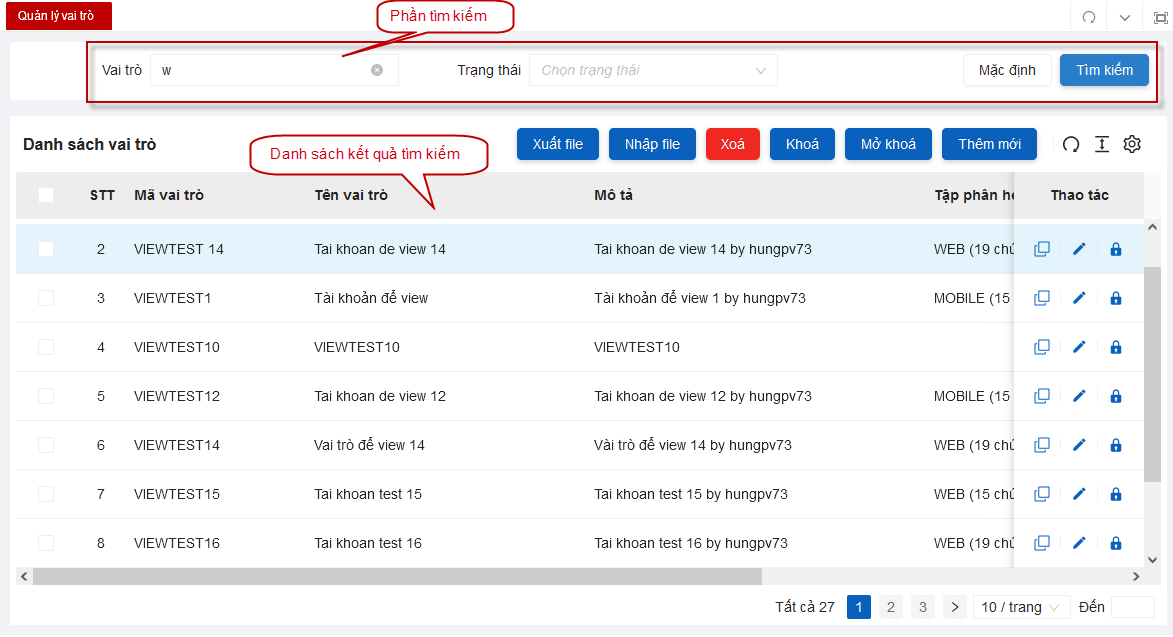 Quản lý vai trò
Phần tìm kiếm
Vai trò w Trạng thái Chọn trạng thái Mặc định Tìm kiếm
Danh sách vai trò Xuất file Nhập file Xoá Khoá Mở khoá Thêm mới
Danh sách kết quả tìm kiếm
STT Mã vai trò Tên vai trò Mô tả Tập phân Thao tác
2 VIEWTEST 14 Tai khoan de view 14 Tai khoan de view 14 by hungpv73 WEB (19 chứ
3 VIEWTEST1 Tài khoản để view Tài khoản để view 1 by hungpv73 MOBILE (15
4 VIEWTEST10 VIEWTEST10 VIEWTEST10
5 VIEWTEST12 Tai khoan de view 12 Tai khoan de view 12 by hungpv73 MOBILE (15
6 VIEWTEST14 Vai trò để view 14 Vài trò để view 14 by hungpv73 WEB (19 chứ
7 VIEWTEST15 Tai khoan test 15 Tai khoan test 15 by hungpv73 WEB (15 chứ
8 VIEWTEST16 Tai khoan test 16 Tai khoan test 16 by hungpv73 WEB (19 chứ
Tất cả 27 1 2 3 > 10 / trang Đến